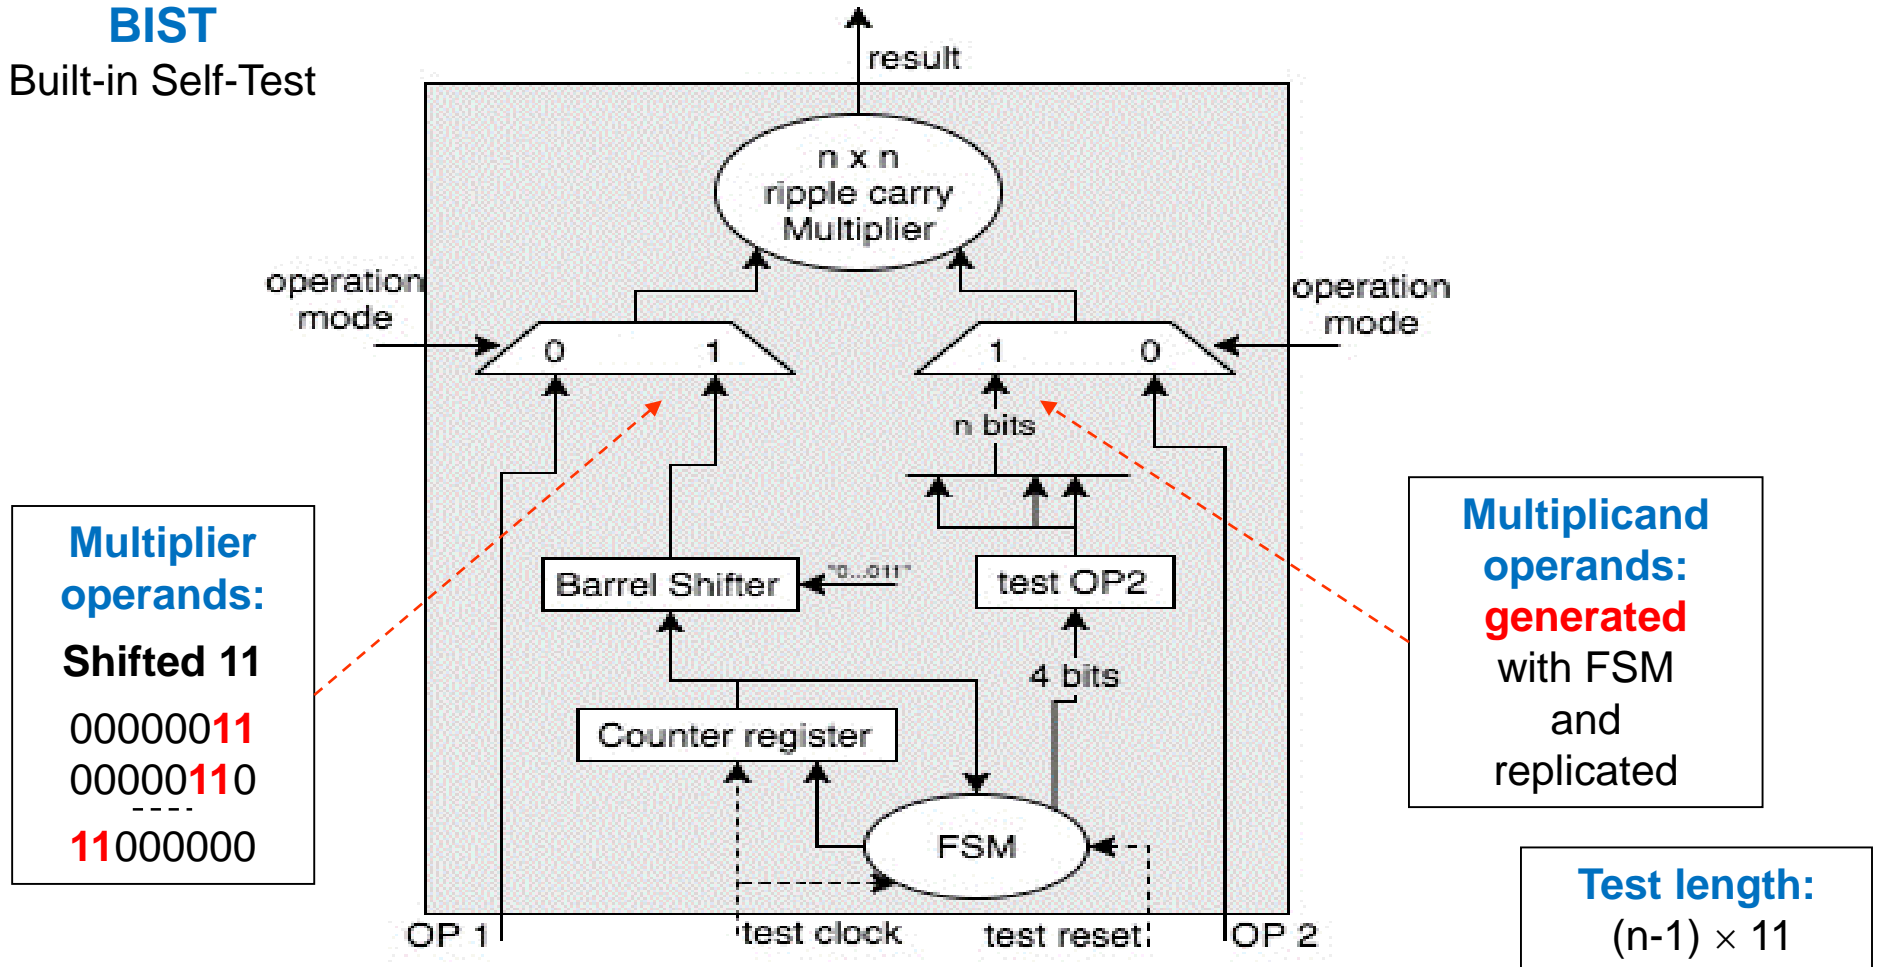 BIST
Built-in Self-Test
result
n x n
ripple carry
Multiplier
operation
mode
operation
mode
0 1
1 0
n bits
Multiplier
operands:
Shifted 11
00000011
00000110
----
11000000
Barrel Shifter
"0...011"
test OP2
4 bits
Counter register
FSM
OP 1
test clock
test reset
OP 2
Multiplicand
operands:
generated
with FSM
and
replicated
Test length:
(n-1) × 11